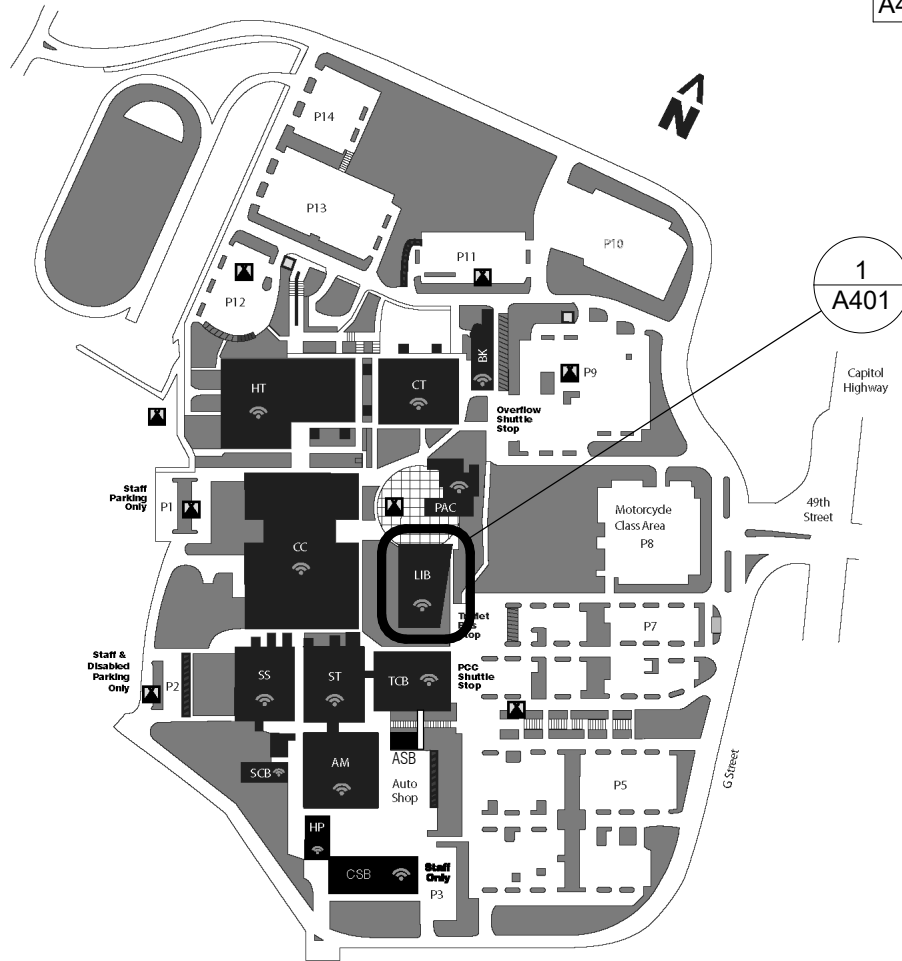 A4
P14
N
P13
P10
P11
P12
1
A401
BK
P9
Capitol
Highway
HT
CT
Overflow
Shuttle
Stop
Staff
Parking
Only
P1
PAC
Motorcycle
Class Area
P8
49th
Street
CC
LIB
TriMet
Bus
Stop
P7
Staff &
Disabled
Parking
Only
P2
SS
ST
TCB
PCC
Shuttle
Stop
SCB
AM
ASB
Auto
Shop
P5
G Street
HP
CSB
Staff
Only
P3